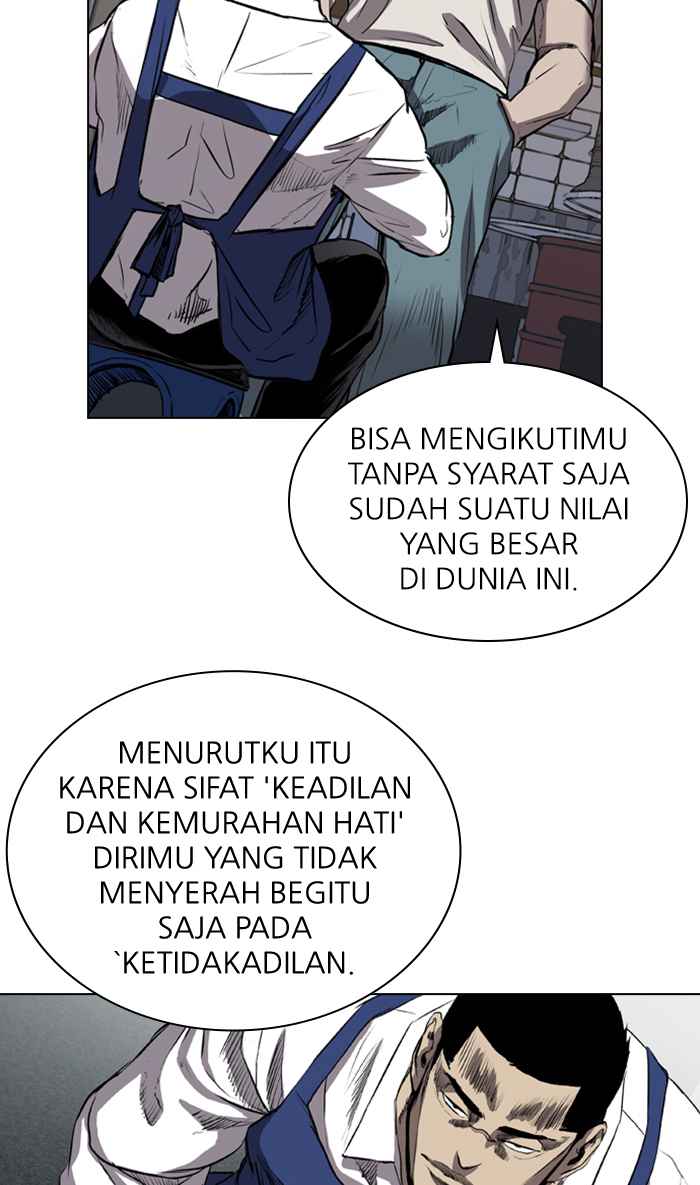 BISA MENGIKUTIMU
TANPA SYARAT SAJA
SUDAH SUATU NILAI
YANG BESAR
DI DUNIA INI.
MENURUTKU ITU
KARENA SIFAT 'KEADILAN
DAN KEMURAHAN HATI'
DIRIMU YANG TIDAK
MENYERAH BEGITU
SAJA PADA
`KETIDAKADILAN.